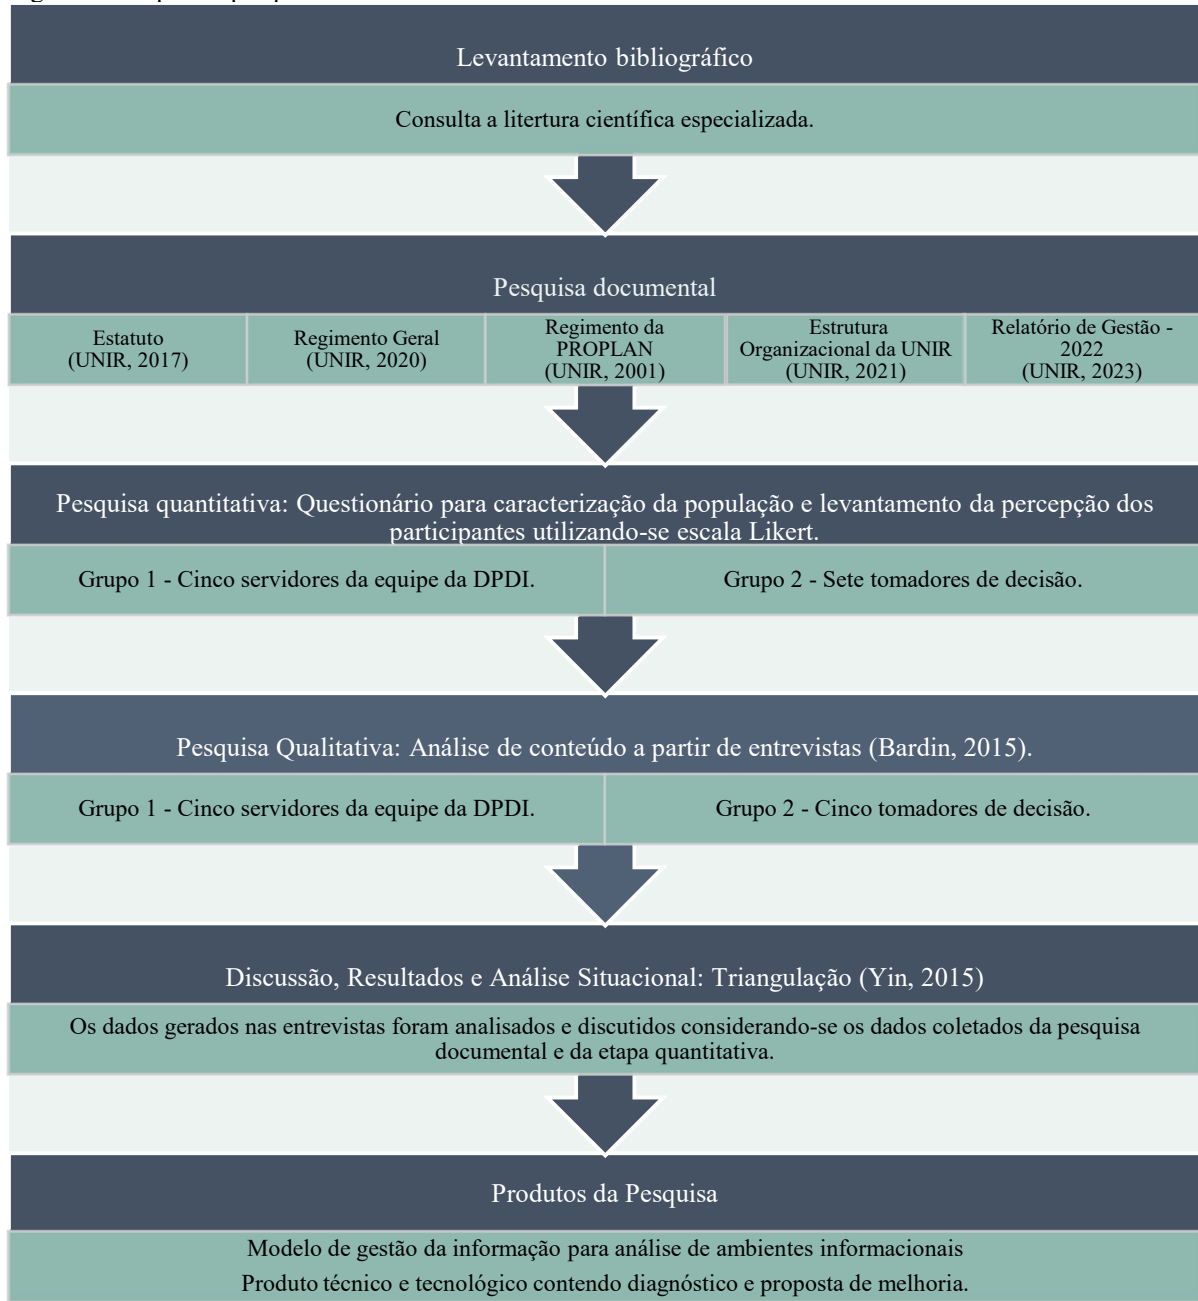 Levantamento bibliográfico
Consulta a litertura científica especializada.
Pesquisa documental
Estatuto
(UNIR, 2017)
Regimento Geral
(UNIR, 2020)
Regimento da
PROPLAN
(UNIR, 2001)
Estrutura
Organizacional da UNIR
(UNIR, 2021)
Relatório de Gestão -
2022
(UNIR, 2023)
Pesquisa quantitativa: Questionário para caracterização da população e levantamento da percepção dos
participantes utilizando-se escala Likert.
Grupo 1 - Cinco servidores da equipe da DPDI.
Grupo 2 - Sete tomadores de decisão.
Pesquisa Qualitativa: Análise de conteúdo a partir de entrevistas (Bardin, 2015).
Grupo 1 - Cinco servidores da equipe da DPDI.
Grupo 2 - Cinco tomadores de decisão.
Discussão, Resultados e Análise Situacional: Triangulação (Yin, 2015)
Os dados gerados nas entrevistas foram analisados e discutidos considerando-se os dados coletados da pesquisa
documental e da etapa quantitativa.
Produtos da Pesquisa
Modelo de gestão da informação para análise de ambientes informacionais
Produto técnico e tecnológico contendo diagnóstico e proposta de melhoria.